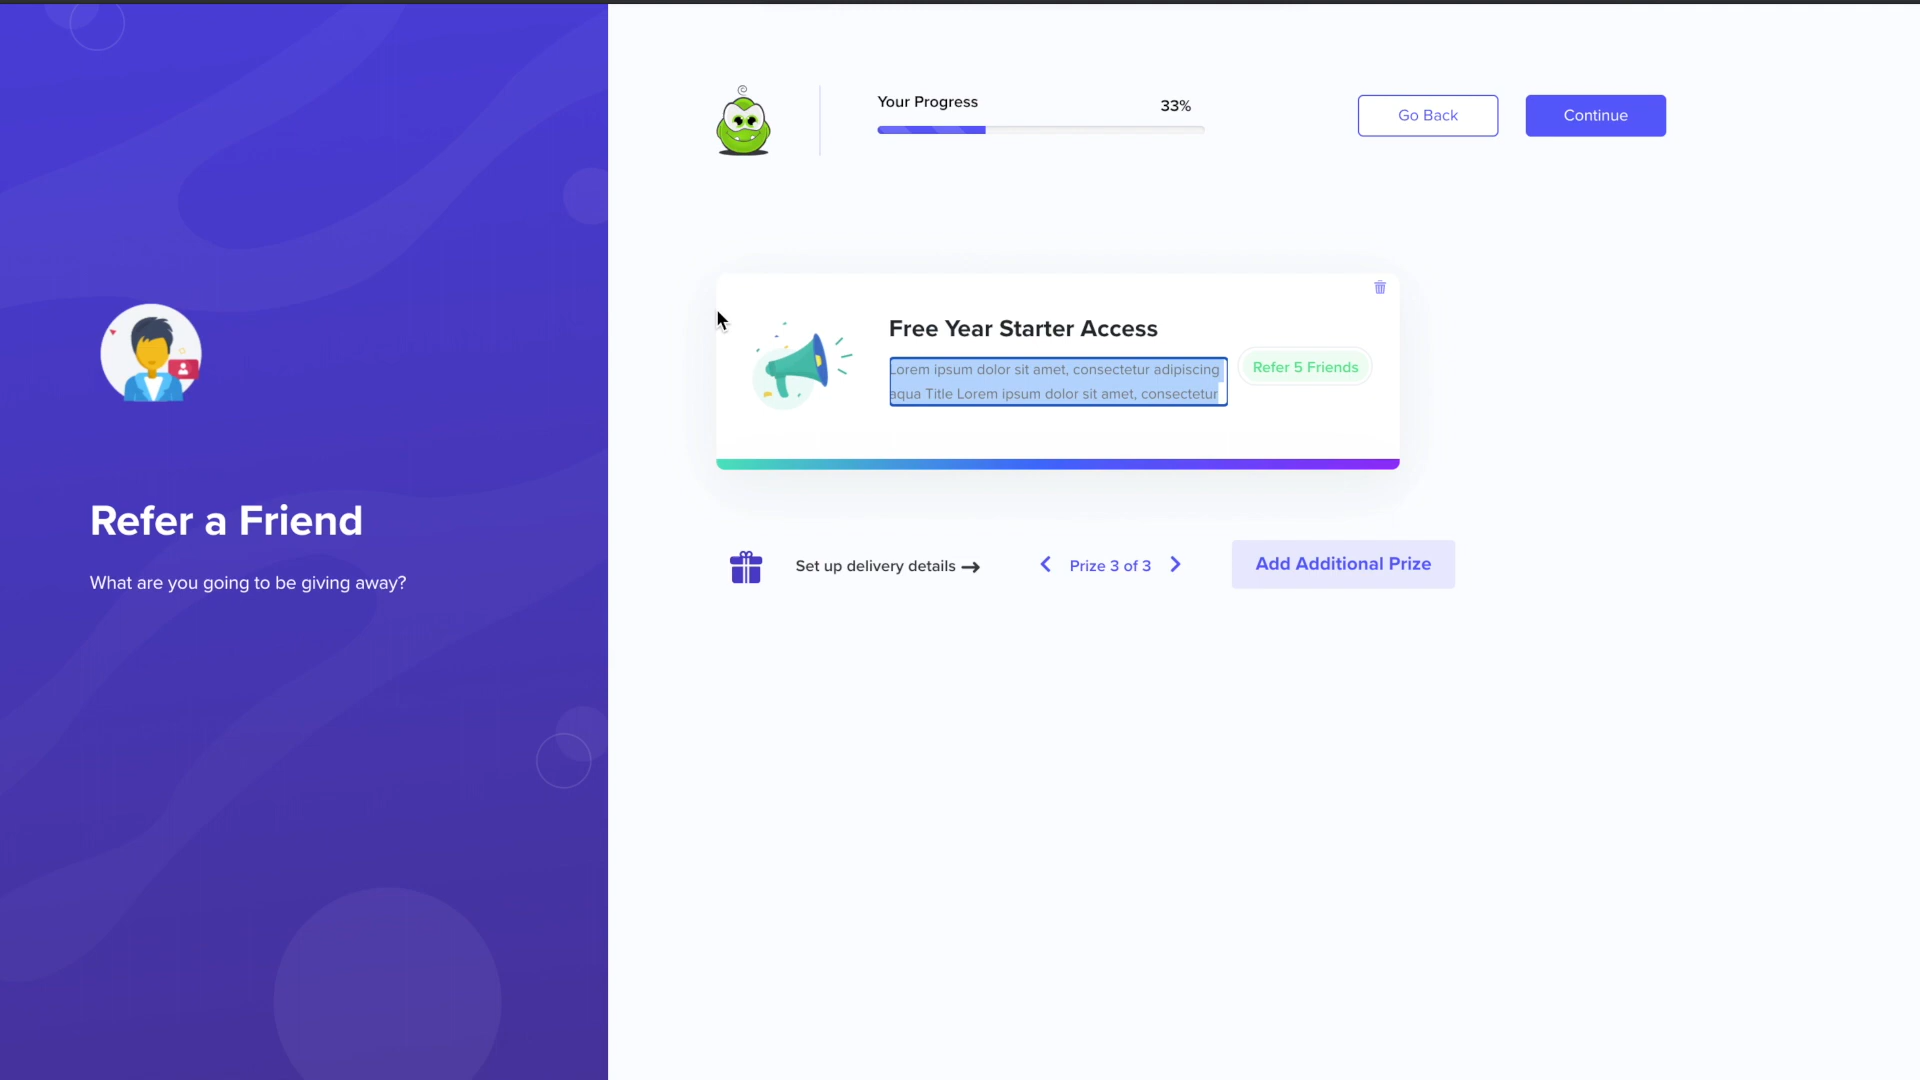 Your Progress
33%
Go Back
Continue
Free Year Starter Access
Lorem ipsum dolor sit amet, consectetur adipiscing
aqua Title Lorem ipsum dolor sit amet, consectetur
Refer 5 Friends
Refer a Friend
What are you going to be giving away?
Set up delivery details →
Prize 3 of 3
Add Additional Prize